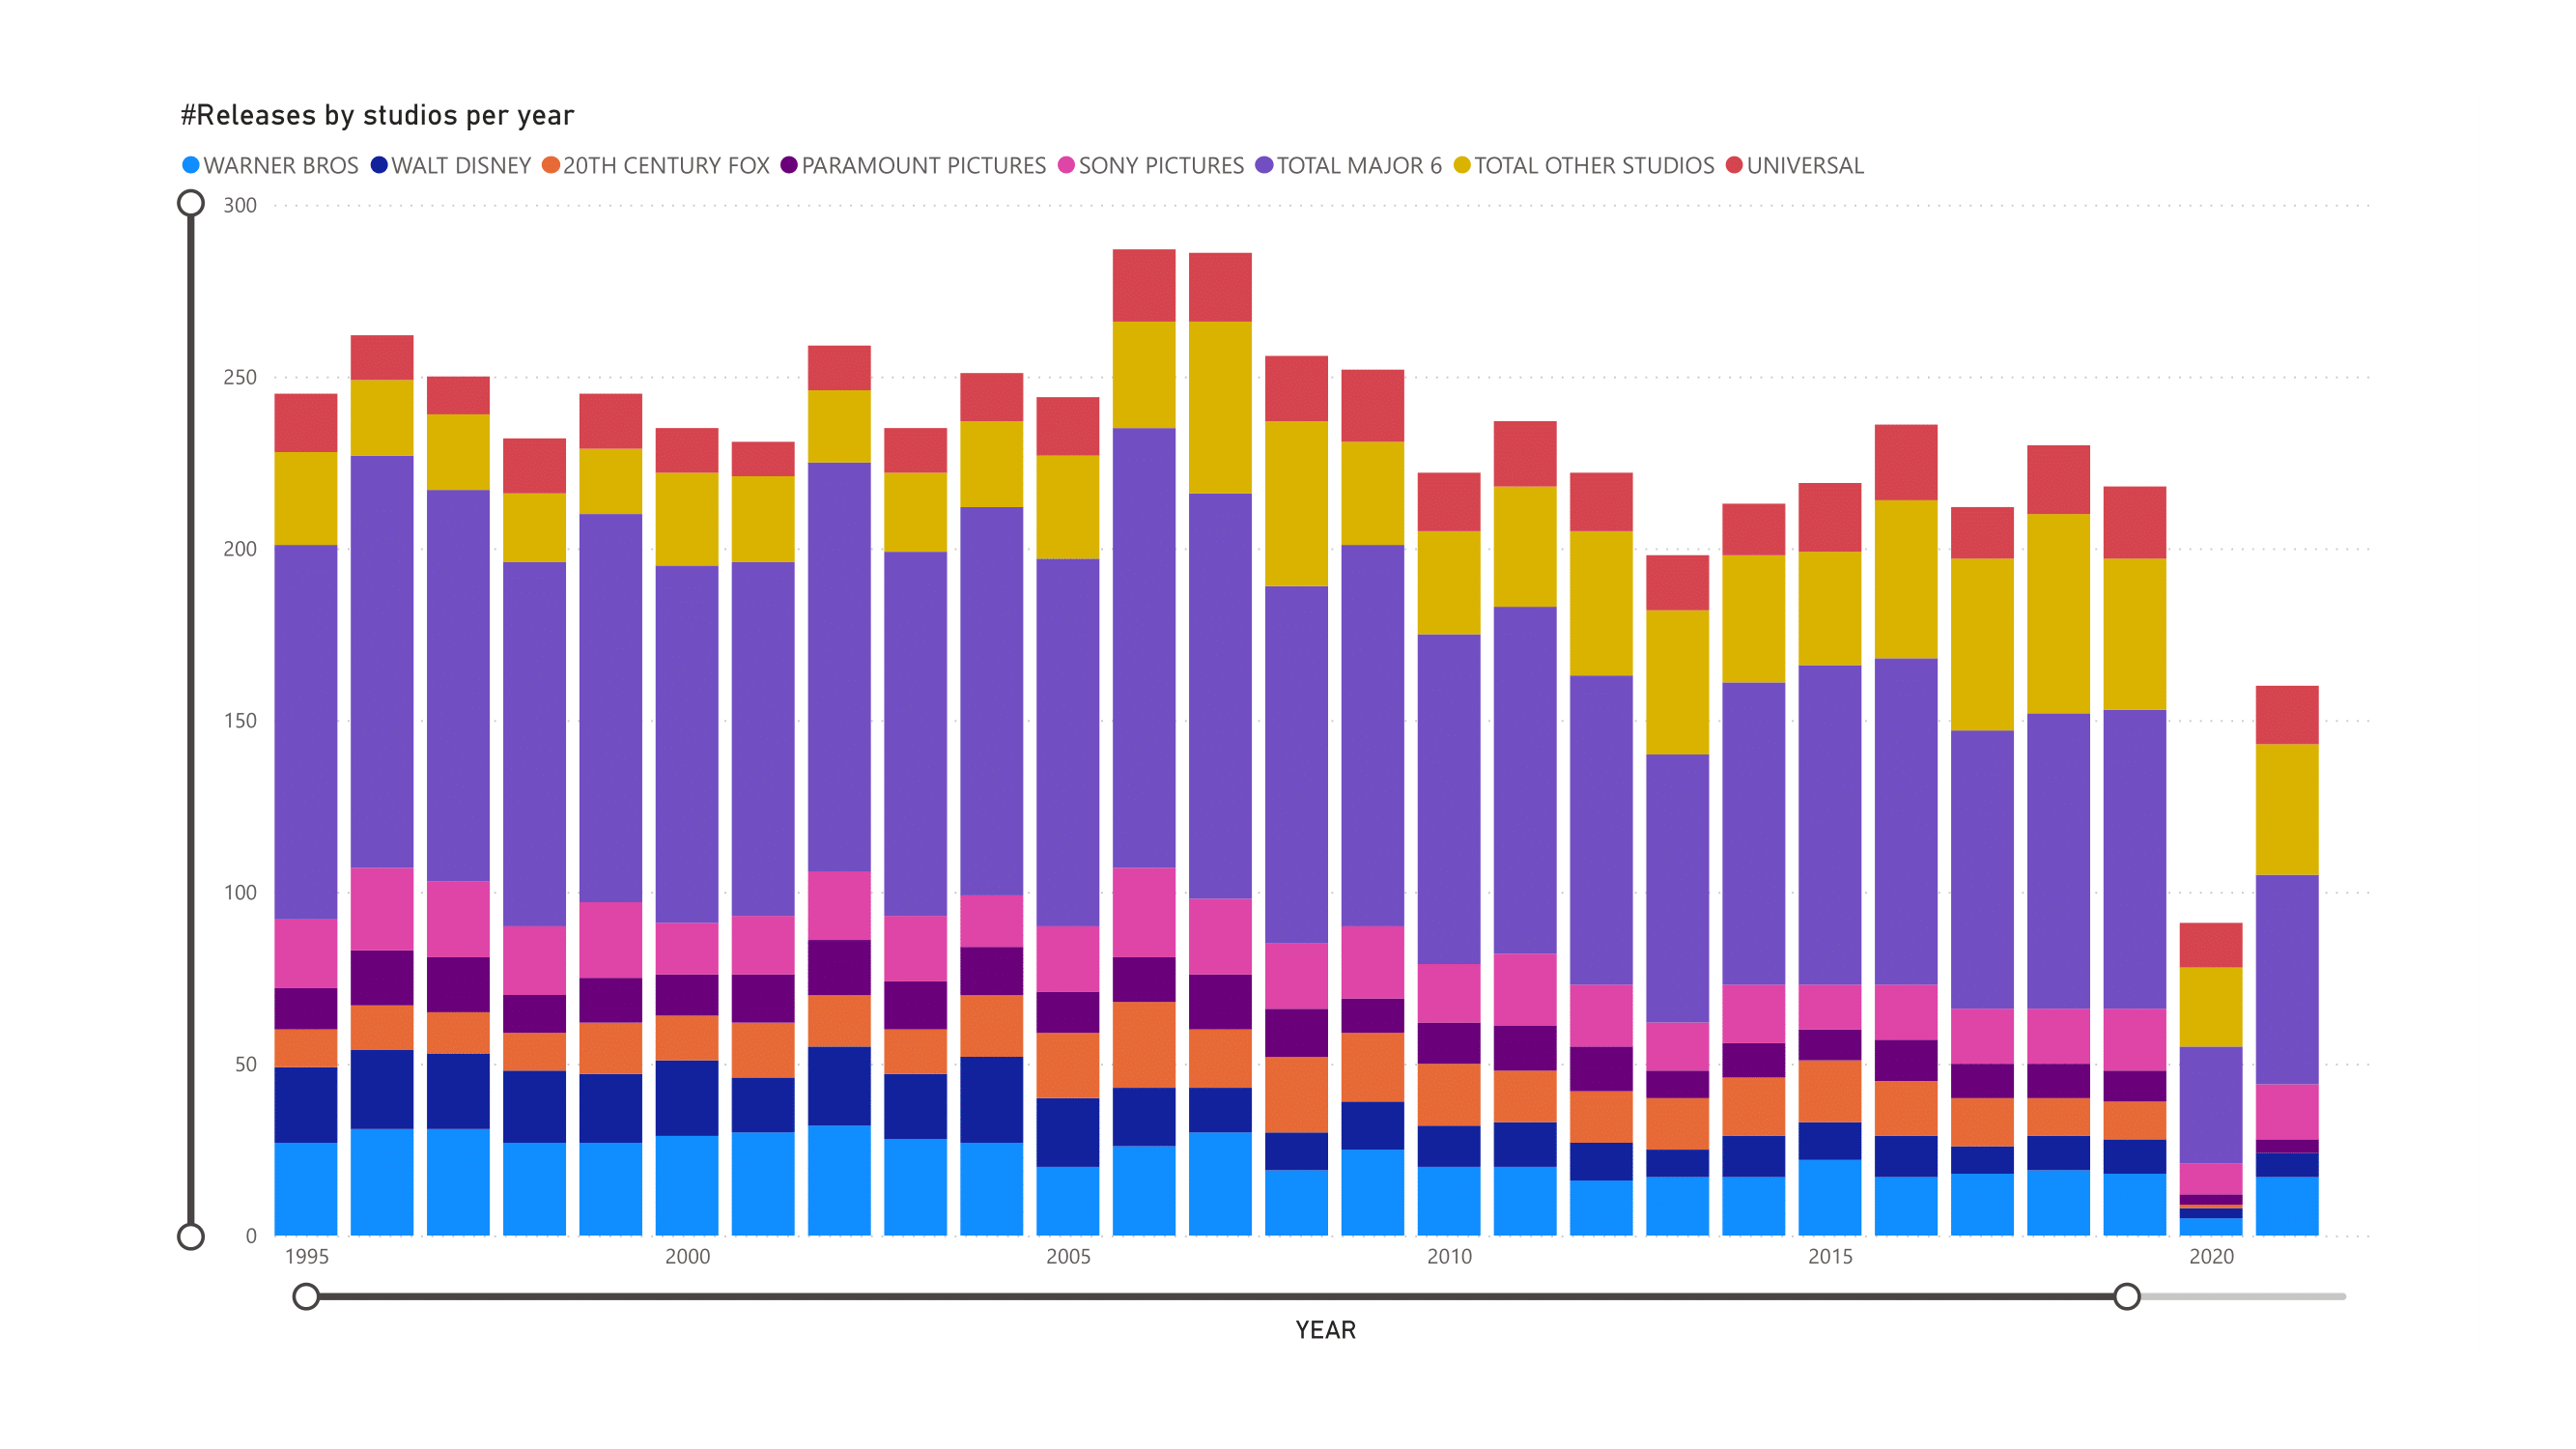 #Releases by studios per year
WARNER BROS WALT DISNEY 20TH CENTURY FOX PARAMOUNT PICTURES SONY PICTURES TOTAL MAJOR 6 TOTAL OTHER STUDIOS UNIVERSAL
300
250
200
150
100
50
0
1995 2000 2005 2010 2015 2020
YEAR